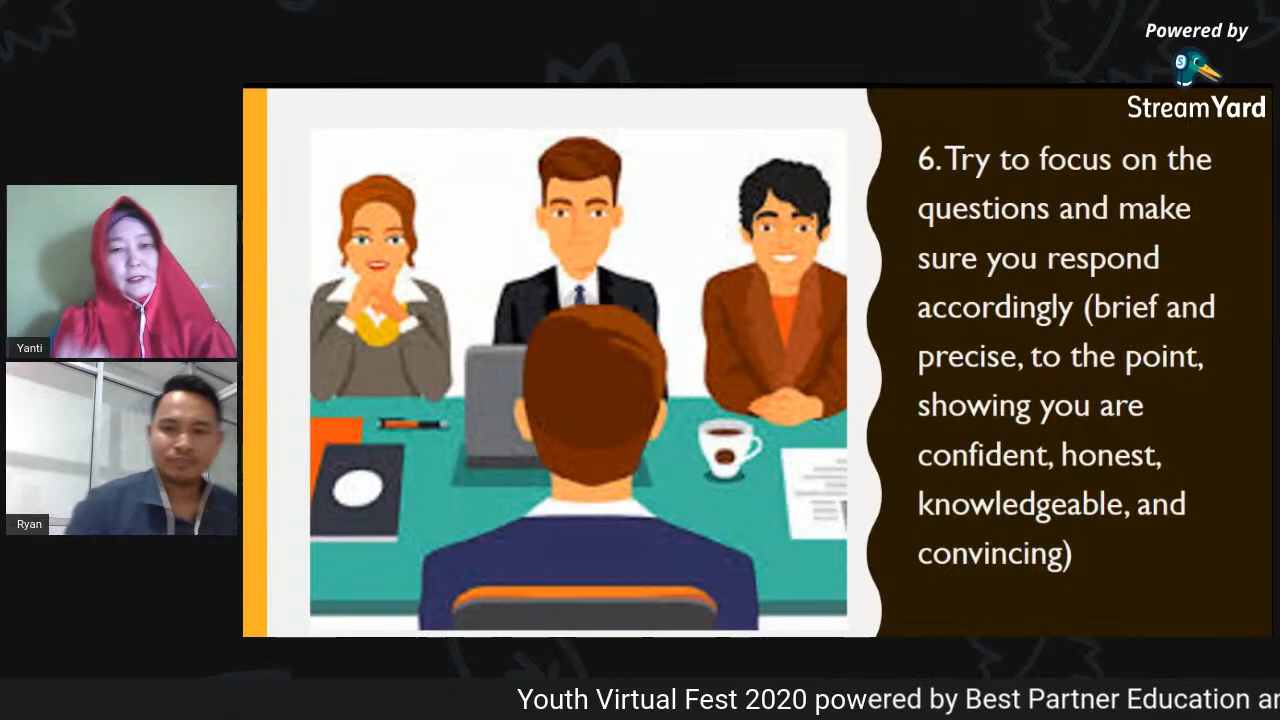 Powered by
StreamYard
6. Try to focus on the
questions and make
sure you respond
accordingly (brief and
precise, to the point,
showing you are
confident, honest,
knowledgeable, and
convincing)
Yanti
Ryan
Youth Virtual Fest 2020 powered by Best Partner Education